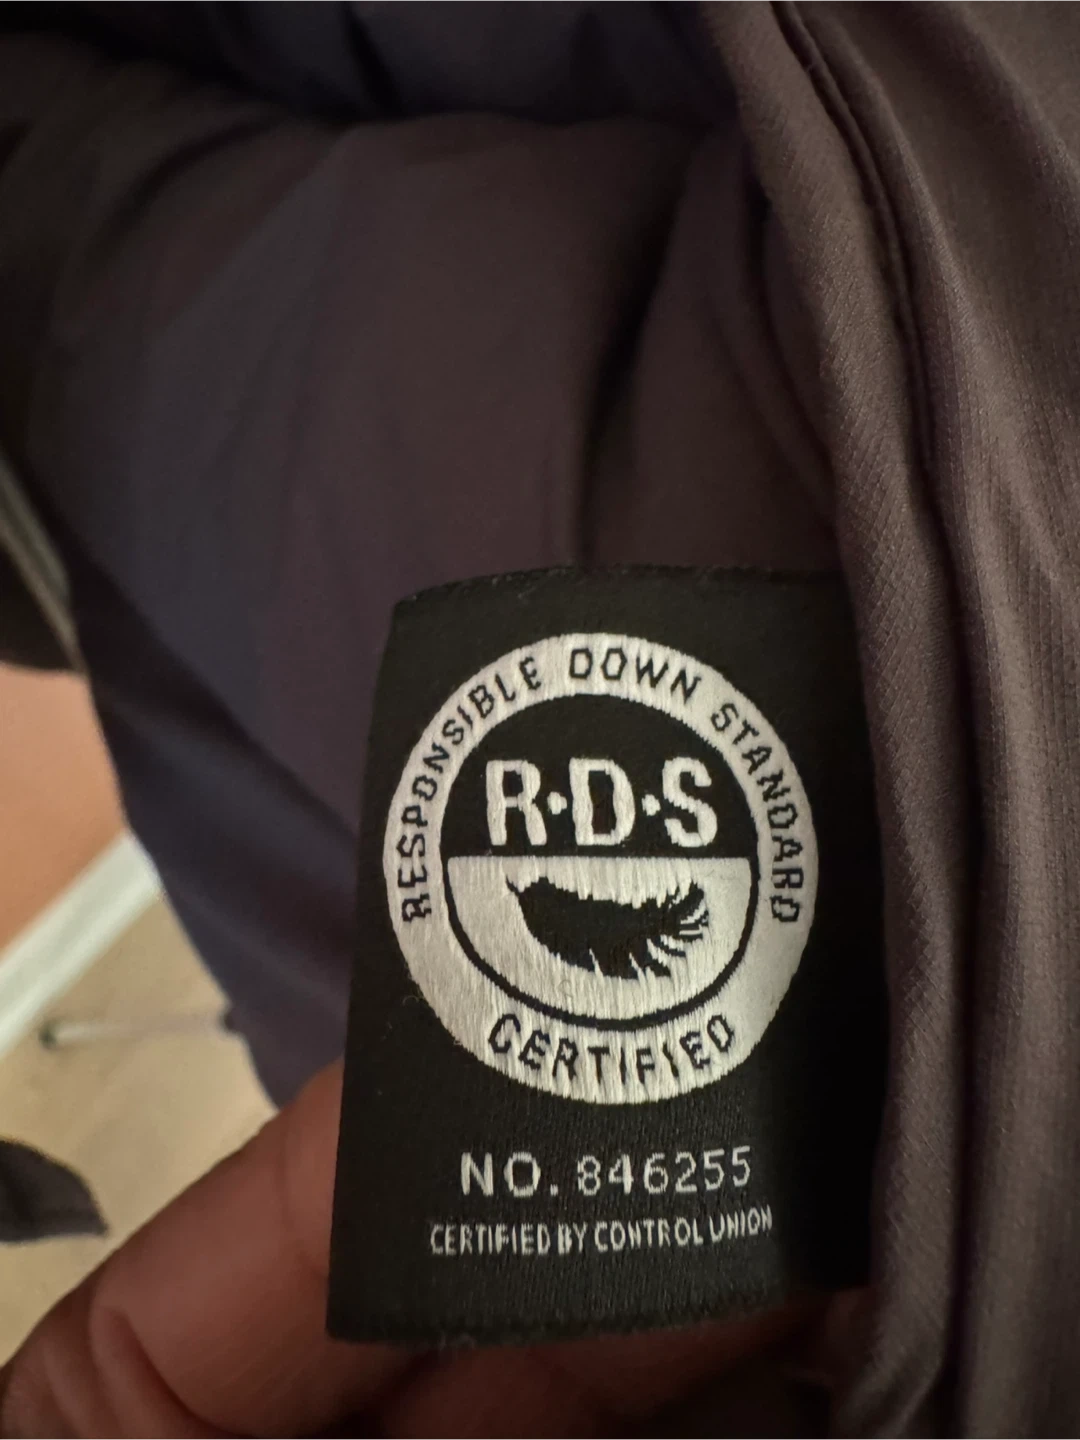 RESPONSIBLE DOWN STANDARD
R·D·S
CERTIFIED
NO. 846255
CERTIFIED BY CONTROL UNION